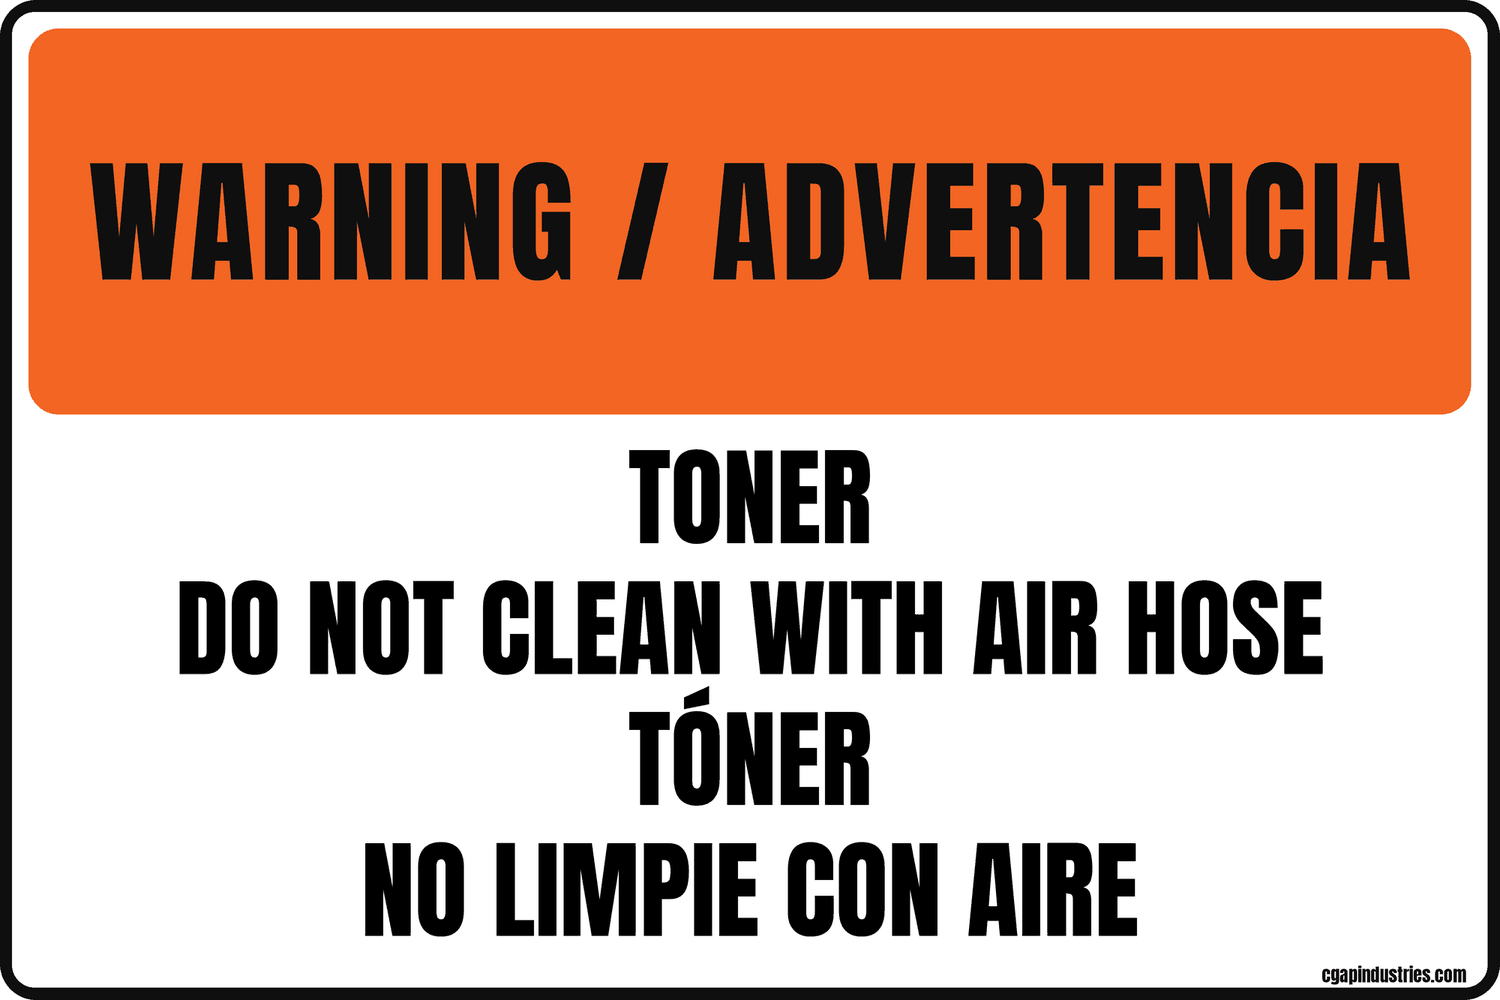 WARNING / ADVERTENCIA
TONER
DO NOT CLEAN WITH AIR HOSE
TÓNER
NO LIMPIE CON AIRE
cgapindustries.com